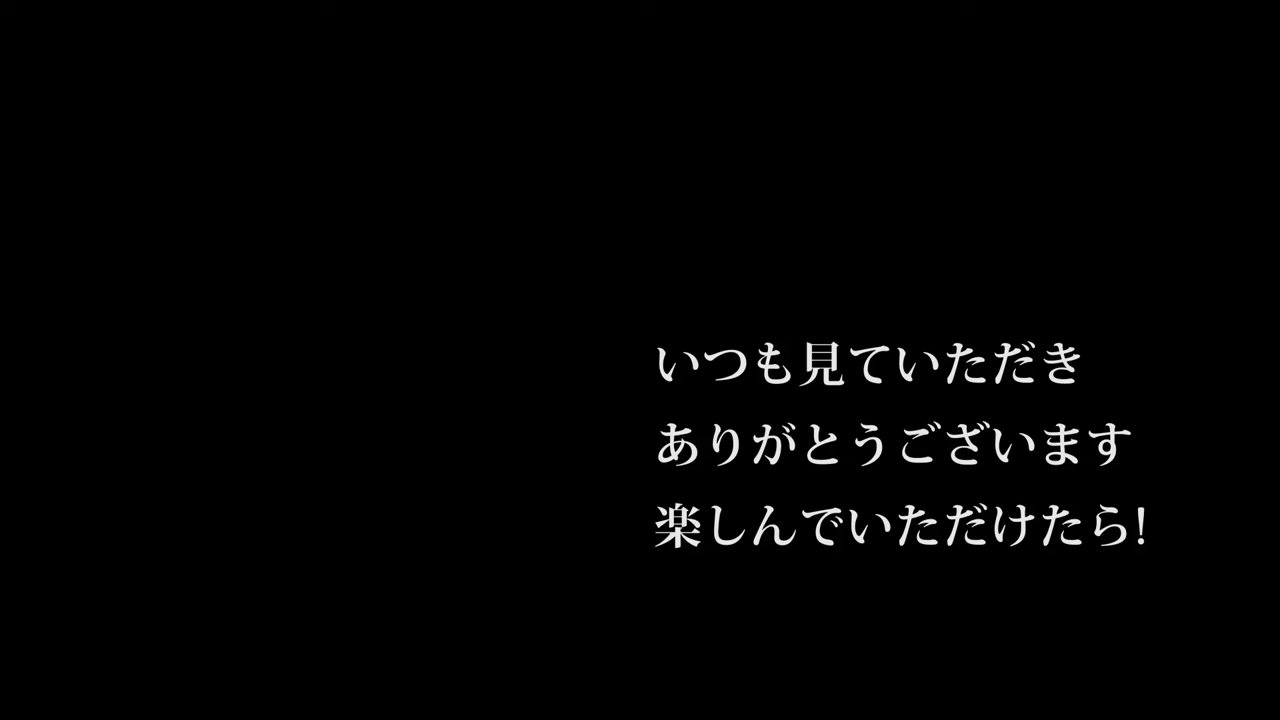 いつも見ていただき
ありがとうございます
楽しんでいただけたら!